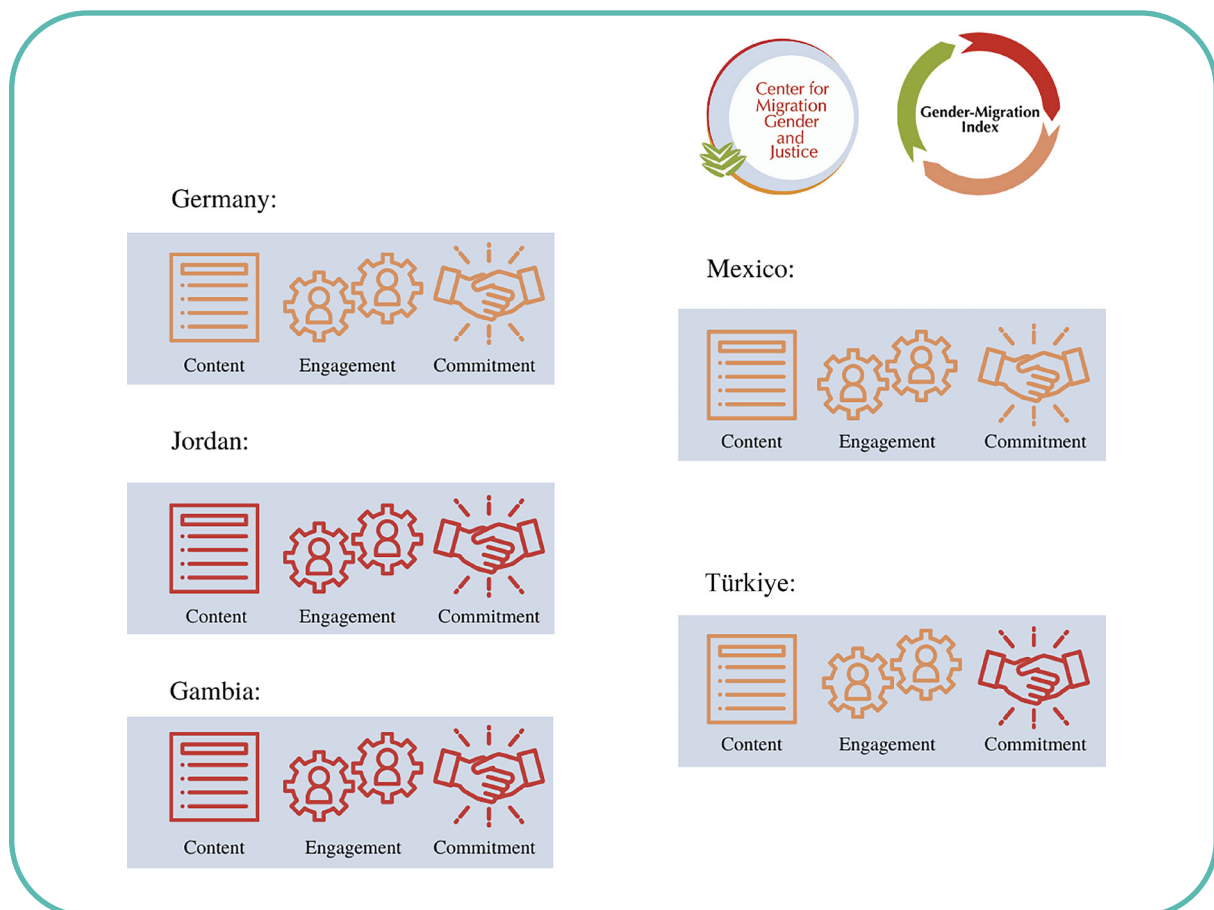 Center for
Migration
Gender
and
Justice
Gender-Migration
Index
Germany:
Content Engagement Commitment
Jordan:
Content Engagement Commitment
Gambia:
Content Engagement Commitment
Mexico:
Content Engagement Commitment
Türkiye:
Content Engagement Commitment